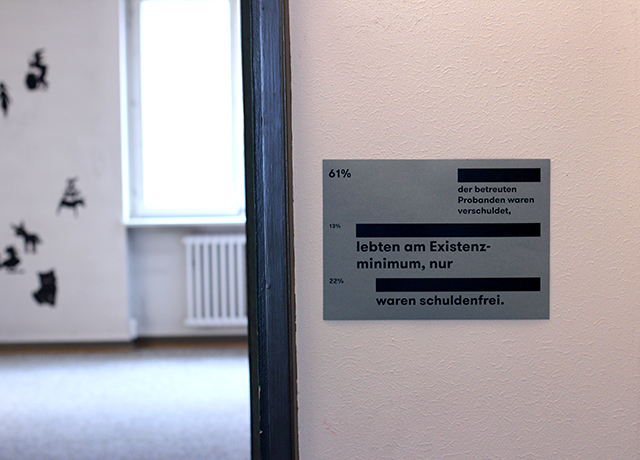 61%
der betreuten
Probanden waren
verschuldet,
13%
lebten am Existenz-
minimum, nur
22%
waren schuldenfrei.